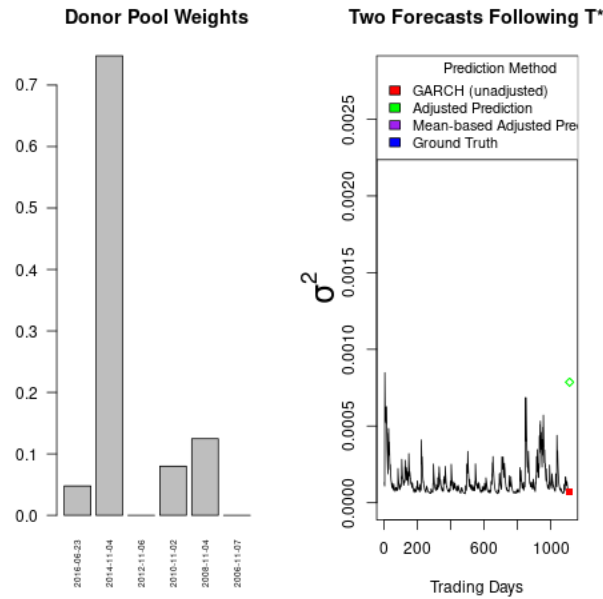 Donor Pool Weights
0.7
0.6
0.5
0.4
0.3
0.2
0.1
0.0
2016-06-23
2014-11-04
2012-11-06
2010-11-02
2008-11-04
2006-11-07
Two Forecasts Following T*
Prediction Method
GARCH (unadjusted)
Adjusted Prediction
Mean-based Adjusted Pre
Ground Truth
σ²
0.0025
0.0020
0.0015
0.0010
0.0005
0.0000
0 200 600 1000
Trading Days